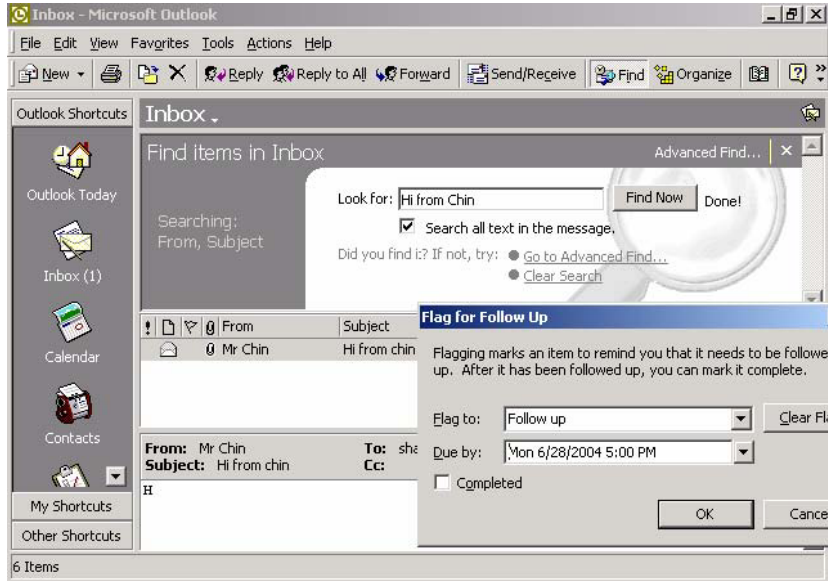 Inbox - Microsoft Outlook
File Edit View Favorites Tools Actions Help
New Reply Reply to All Forward Send/Receive Find Organize
Outlook Shortcuts
Outlook Today
Inbox (1)
Calendar
Contacts
My Shortcuts
Other Shortcuts
Inbox
Find items in Inbox Advanced Find...
Searching:
From, Subject
Look for: Hi from Chin Find Now Done!
Search all text in the message.
Did you find it? If not, try: Go to Advanced Find...
Clear Search
! From Subject
Mr Chin Hi from chin
From: Mr Chin To: sha
Subject: Hi from chin Cc:
H
Flag for Follow Up
Flagging marks an item to remind you that it needs to be followe
up. After it has been followed up, you can mark it complete.
Flag to: Follow up Clear Fla
Due by: Mon 6/28/2004 5:00 PM
Completed
OK Cance
6 Items